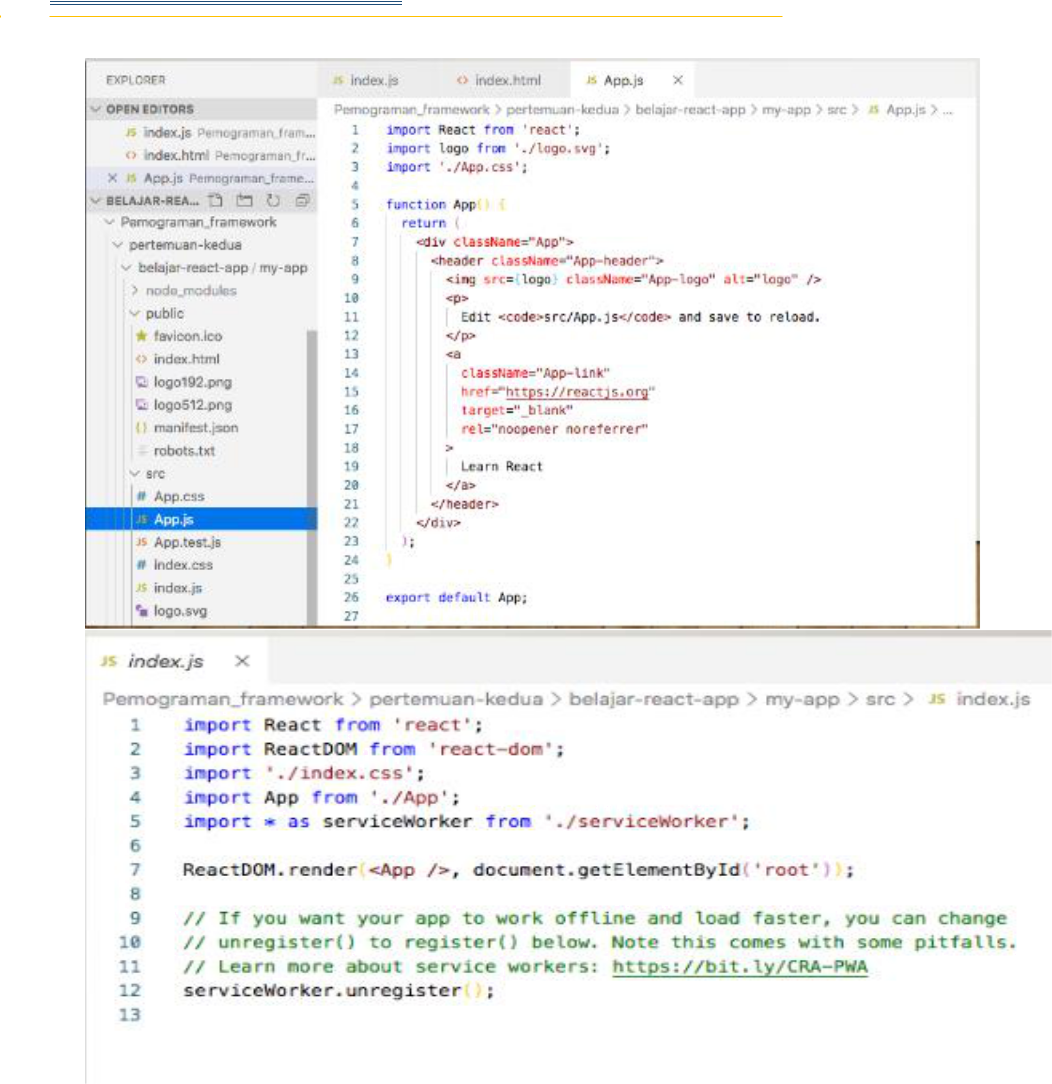 EXPLORER
OPEN EDITORS
JS index.js Pemograman_fram...
<> index.html Pemograman_fr...
× JS App.js Pemograman_frame...
BELAJAR-REA...
Pemograman_framework
pertemuan-kedua
belajar-react-app / my-app
> node_modules
public
favicon.ico
<> index.html
logo192.png
logo512.png
{} manifest.json
robots.txt
src
# App.css
JS App.js
JS App.test.js
# index.css
JS index.js
logo.svg
JS index.js <> index.html JS App.js ×
Pemograman_framework > pertemuan-kedua > belajar-react-app > my-app > src > JS App.js > ...
1 import React from 'react';
2 import logo from './logo.svg';
3 import './App.css';
4
5 function App() {
6   return (
7     <div className="App">
8       <header className="App-header">
9         <img src={logo} className="App-logo" alt="logo" />
10         <p>
11           Edit <code>src/App.js</code> and save to reload.
12         </p>
13         <a
14           className="App-link"
15           href="https://reactjs.org"
16           target="_blank"
17           rel="noopener noreferrer"
18         >
19           Learn React
20         </a>
21       </header>
22     </div>
23   );
24 }
25
26 export default App;
27
JS index.js ×
Pemograman_framework > pertemuan-kedua > belajar-react-app > my-app > src > JS index.js
1 import React from 'react';
2 import ReactDOM from 'react-dom';
3 import './index.css';
4 import App from './App';
5 import * as serviceWorker from './serviceWorker';
6
7 ReactDOM.render(<App />, document.getElementById('root'));
8
9 // If you want your app to work offline and load faster, you can change
10 // unregister() to register() below. Note this comes with some pitfalls.
11 // Learn more about service workers: https://bit.ly/CRA-PWA
12 serviceWorker.unregister();
13